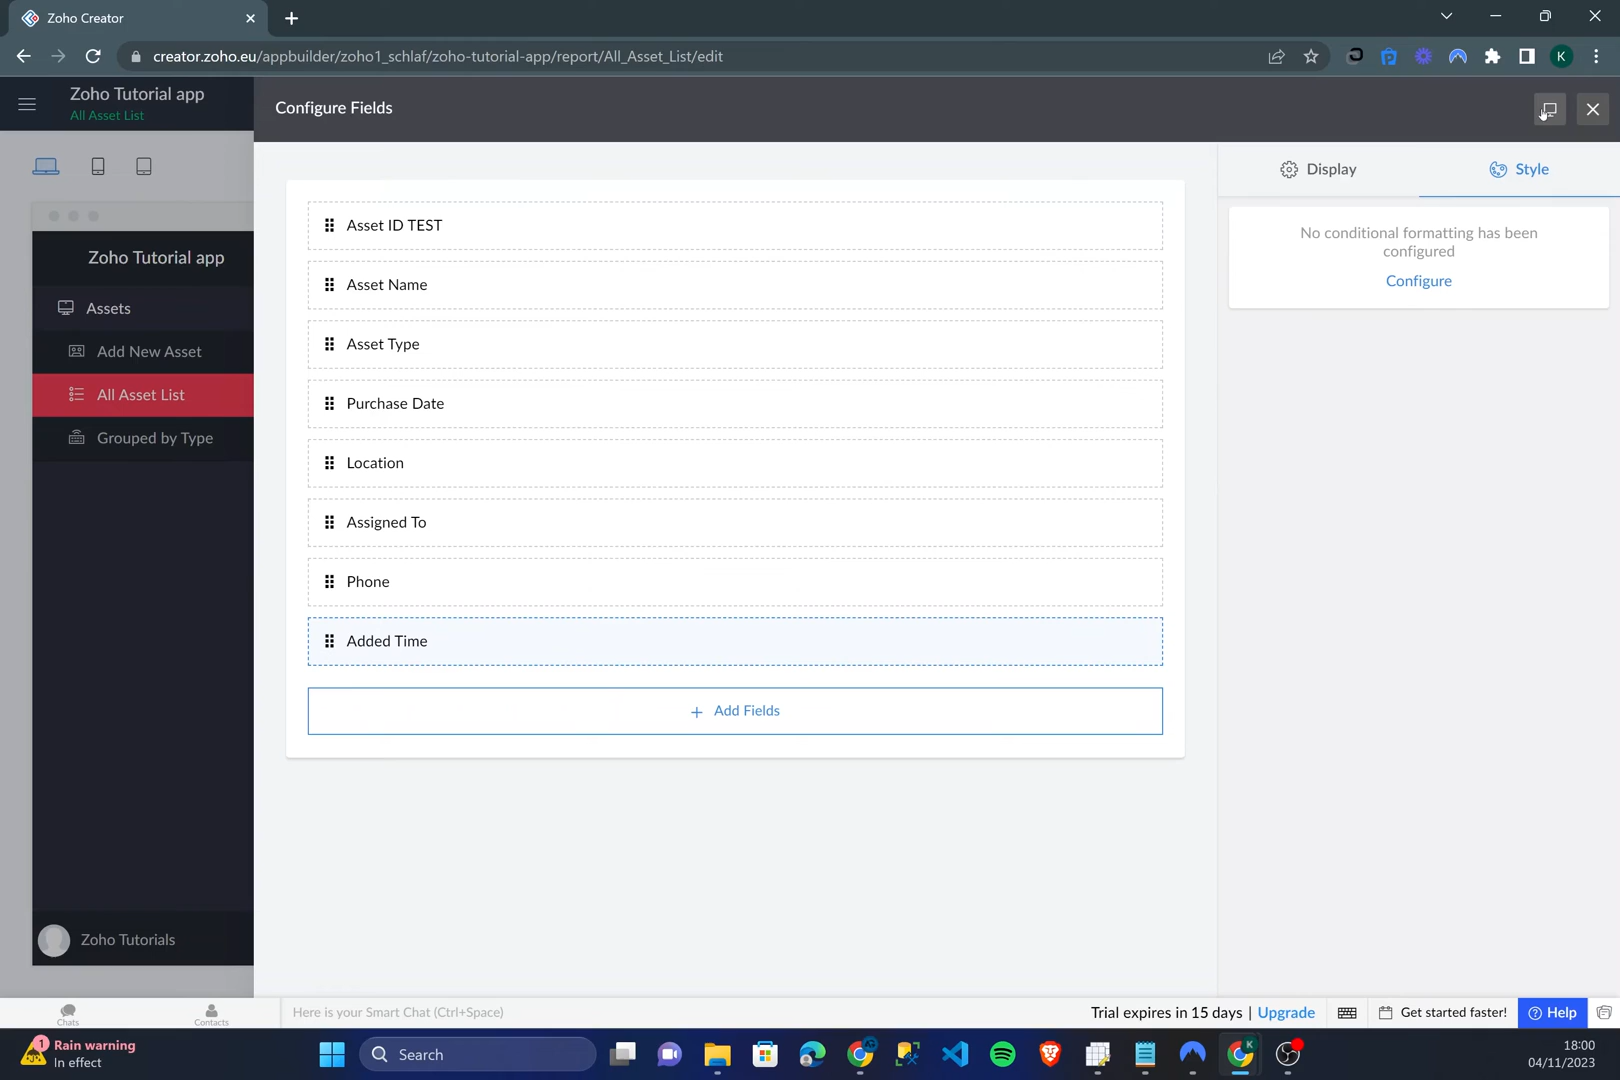 Zoho Creator
creator.zoho.eu/appbuilder/zoho1_schlaf/zoho-tutorial-app/report/All_Asset_List/edit
K
Zoho Tutorial app
All Asset List
Configure Fields
Display
Style
No conditional formatting has been
configured
Configure
Zoho Tutorial app
Assets
Add New Asset
All Asset List
Grouped by Type
Zoho Tutorials
Asset ID TEST
Asset Name
Asset Type
Purchase Date
Location
Assigned To
Phone
Added Time
+ Add Fields
Chats
Contacts
Here is your Smart Chat (Ctrl+Space)
Trial expires in 15 days | Upgrade
Get started faster!
Help
1
Rain warning
In effect
Search
K
18:00
04/11/2023